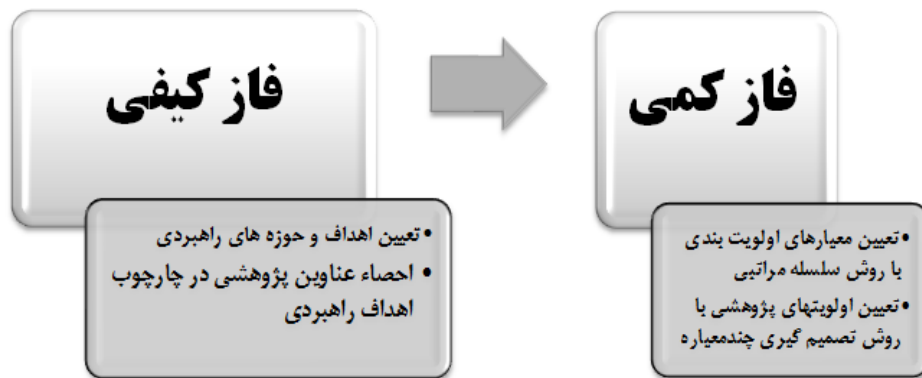 فاز کیفی
• تعیین اهداف و حوزه های راهبردی
• احصاء عناوین پژوهشی در چارچوب
اهداف راهبردی
فاز کمی
• تعیین معیارهای اولویت بندی
با روش سلسله مراتبی
• تعیین اولویتهای پژوهشی با
روش تصمیم گیری چندمعیاره